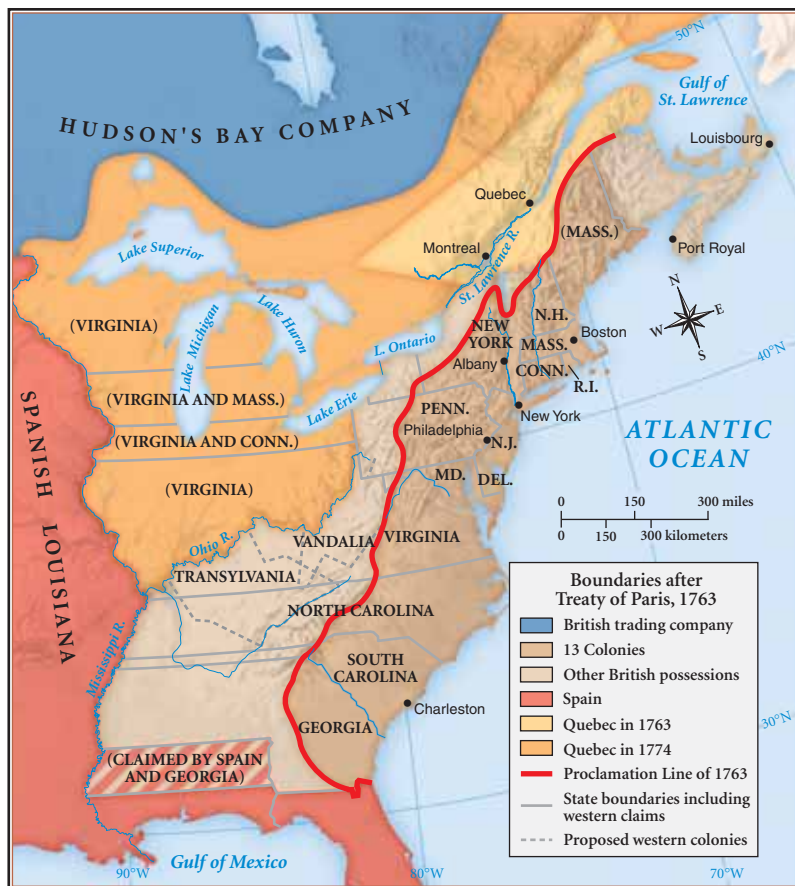 50°N
Gulf of
St. Lawrence
HUDSON'S BAY COMPANY
Louisbourg
Quebec
(MASS.)
Port Royal
Lake Superior
Montreal
St. Lawrence R.
N
W
E
S
(VIRGINIA)
Lake Michigan
Lake Huron
L. Ontario
NEW
YORK
N.H.
Boston
MASS.
Albany
CONN.
R.I.
40°N
(VIRGINIA AND MASS.)
Lake Erie
PENN.
New York
SPANISH LOUISIANA
(VIRGINIA AND CONN.)
Philadelphia
N.J.
ATLANTIC
OCEAN
(VIRGINIA)
MD.
DEL.
0 150 300 miles
0 150 300 kilometers
Ohio R.
VANDALIA
VIRGINIA
TRANSYLVANIA
NORTH CAROLINA
Mississippi R.
SOUTH
CAROLINA
Charleston
GEORGIA
30°N
(CLAIMED BY SPAIN
AND GEORGIA)
Gulf of Mexico
90°W
80°W
70°W
Boundaries after
Treaty of Paris, 1763
British trading company
13 Colonies
Other British possessions
Spain
Quebec in 1763
Quebec in 1774
Proclamation Line of 1763
State boundaries including
western claims
Proposed western colonies